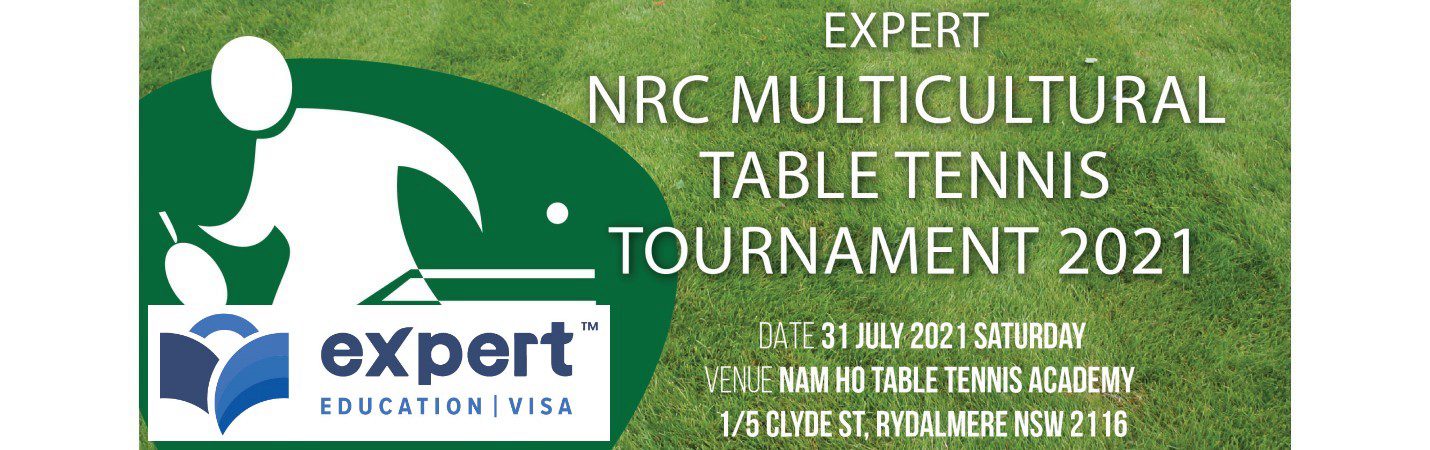 EXPERT
NRC MULTICULTURAL
TABLE TENNIS
TOURNAMENT 2021
DATE 31 JULY 2021 SATURDAY
VENUE NAM HO TABLE TENNIS ACADEMY
1/5 CLYDE ST, RYDALMERE NSW 2116
expert™
EDUCATION | VISA